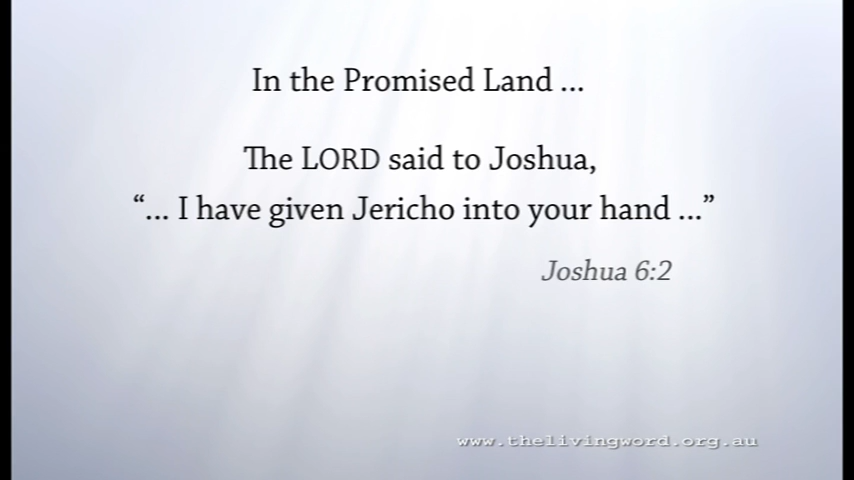 In the Promised Land ...
The LORD said to Joshua,
“... I have given Jericho into your hand ...”
Joshua 6:2
www.thelivingword.org.au